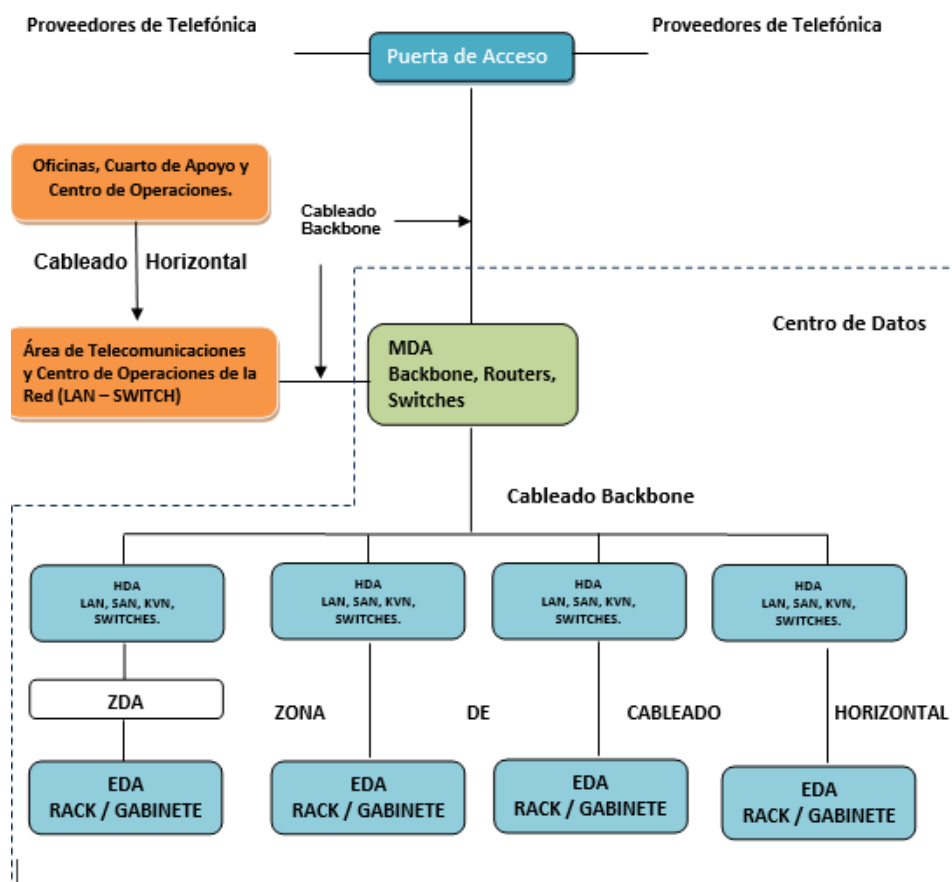 Proveedores de Telefónica
Proveedores de Telefónica
Puerta de Acceso
Oficinas, Cuarto de Apoyo y
Centro de Operaciones.
Cableado
Backbone
Cableado Horizontal
Centro de Datos
Área de Telecomunicaciones
y Centro de Operaciones de la
Red (LAN – SWITCH)
MDA
Backbone, Routers,
Switches
Cableado Backbone
HDA
LAN, SAN, KVN,
SWITCHES.
HDA
LAN, SAN, KVN,
SWITCHES.
HDA
LAN, SAN, KVN,
SWITCHES.
HDA
LAN, SAN, KVN,
SWITCHES.
ZDA
ZONA DE CABLEADO HORIZONTAL
EDA
RACK / GABINETE
EDA
RACK / GABINETE
EDA
RACK / GABINETE
EDA
RACK / GABINETE